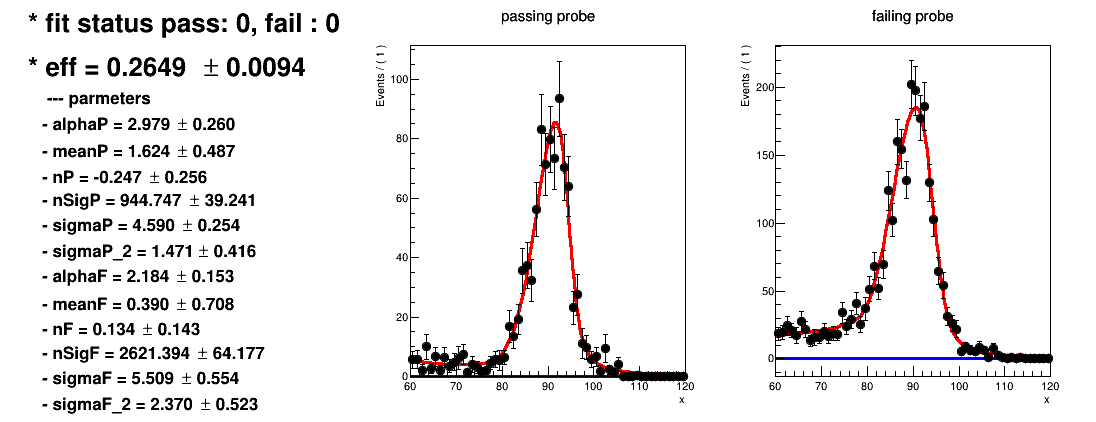 * fit status pass: 0, fail : 0
* eff = 0.2649 ± 0.0094
--- parmeters
- alphaP = 2.979 ± 0.260
- meanP = 1.624 ± 0.487
- nP = -0.247 ± 0.256
- nSigP = 944.747 ± 39.241
- sigmaP = 4.590 ± 0.254
- sigmaP_2 = 1.471 ± 0.416
- alphaF = 2.184 ± 0.153
- meanF = 0.390 ± 0.708
- nF = 0.134 ± 0.143
- nSigF = 2621.394 ± 64.177
- sigmaF = 5.509 ± 0.554
- sigmaF_2 = 2.370 ± 0.523
passing probe
Events / ( 1 )
100
80
60
40
20
0
60 70 80 90 100 110 120
x
failing probe
Events / ( 1 )
200
150
100
50
0
60 70 80 90 100 110 120
x